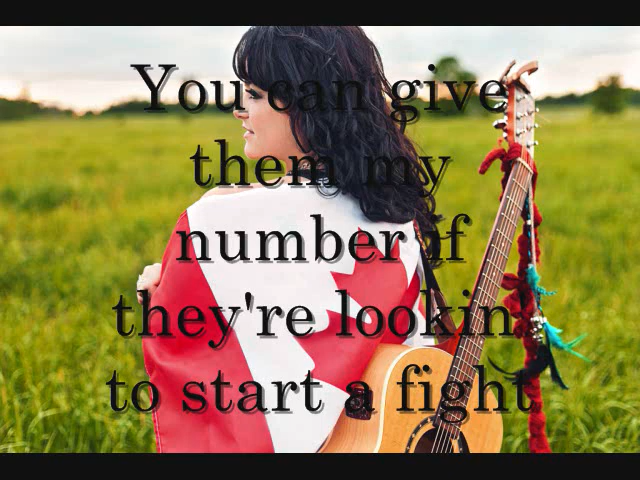 You can give
them my
number if
they're lookin
to start a fight